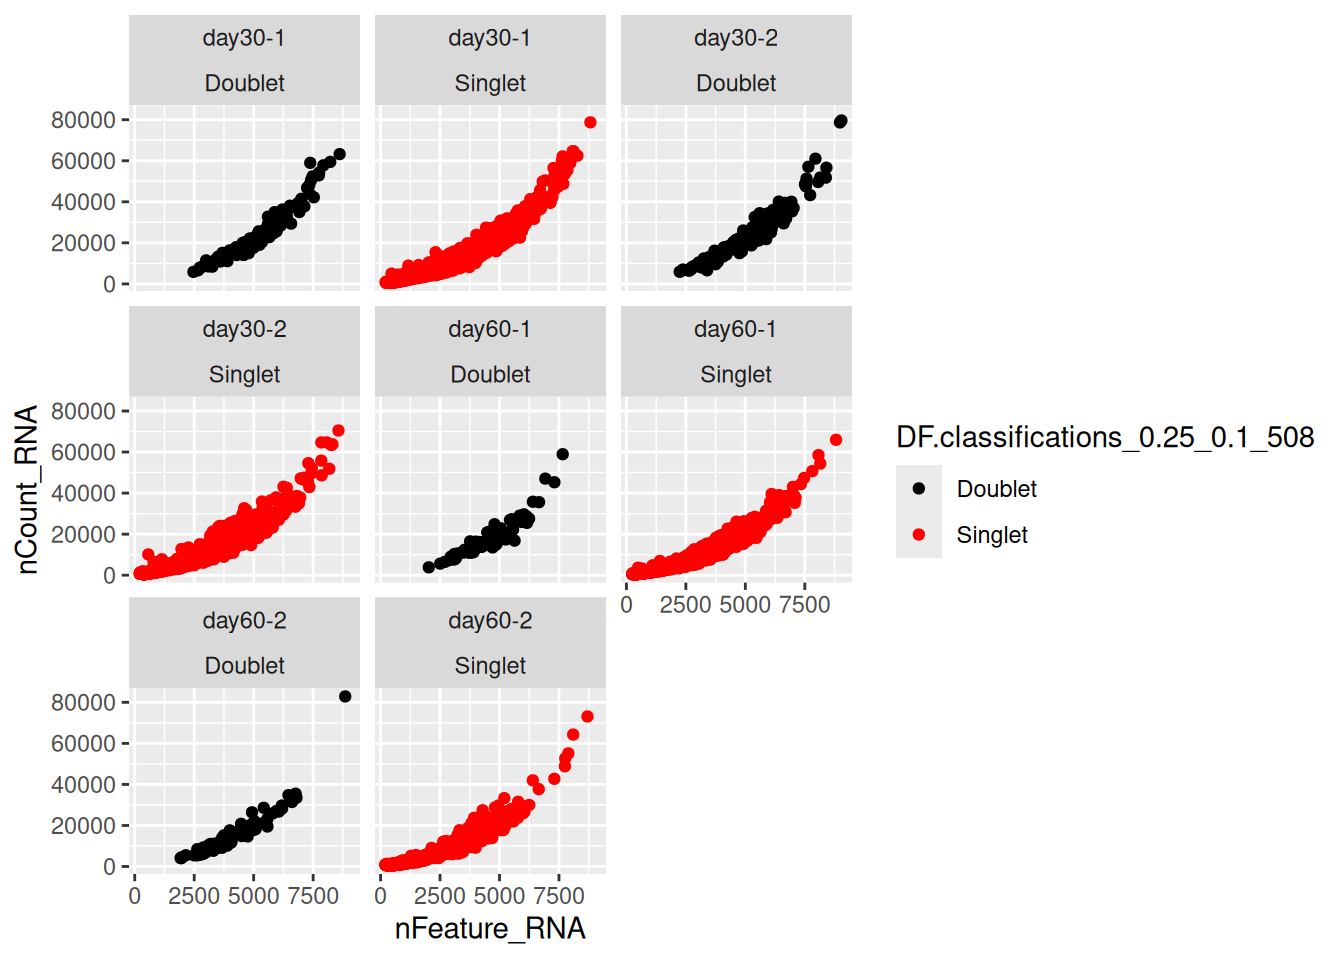 day30-1
Doublet
day30-1
Singlet
day30-2
Doublet
80000
60000
40000
20000
0
day30-2
Singlet
day60-1
Doublet
day60-1
Singlet
80000
60000
40000
20000
0
0 2500 5000 7500
day60-2
Doublet
day60-2
Singlet
80000
60000
40000
20000
0
0 2500 5000 7500
0 2500 5000 7500
nFeature_RNA
nCount_RNA
DF.classifications_0.25_0.1_508
Doublet
Singlet